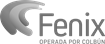 Fenix
OPERADA POR COLBÚN